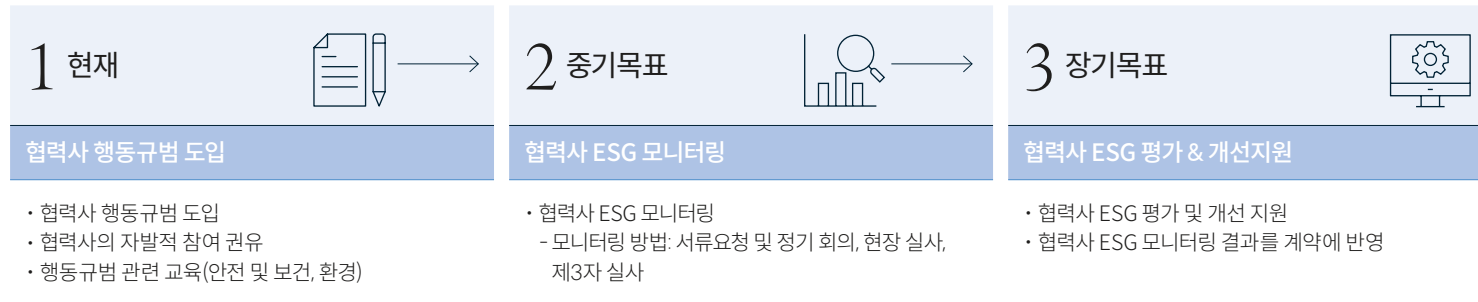 1 현재
협력사 행동규범 도입
・협력사 행동규범 도입
・협력사의 자발적 참여 권유
・행동규범 관련 교육(안전 및 보건, 환경)
2 중기목표
협력사 ESG 모니터링
・협력사 ESG 모니터링
- 모니터링 방법: 서류요청 및 정기 회의, 현장 실사,
제3자 실사
3 장기목표
협력사 ESG 평가 & 개선지원
・협력사 ESG 평가 및 개선 지원
・협력사 ESG 모니터링 결과를 계약에 반영